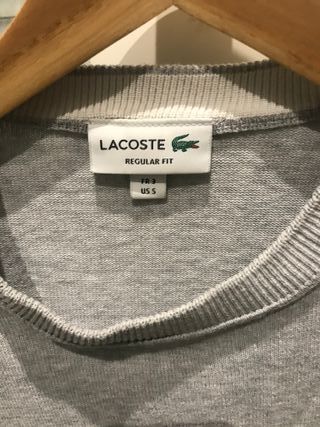 LACOSTE
REGULAR FIT
FR 3
US S